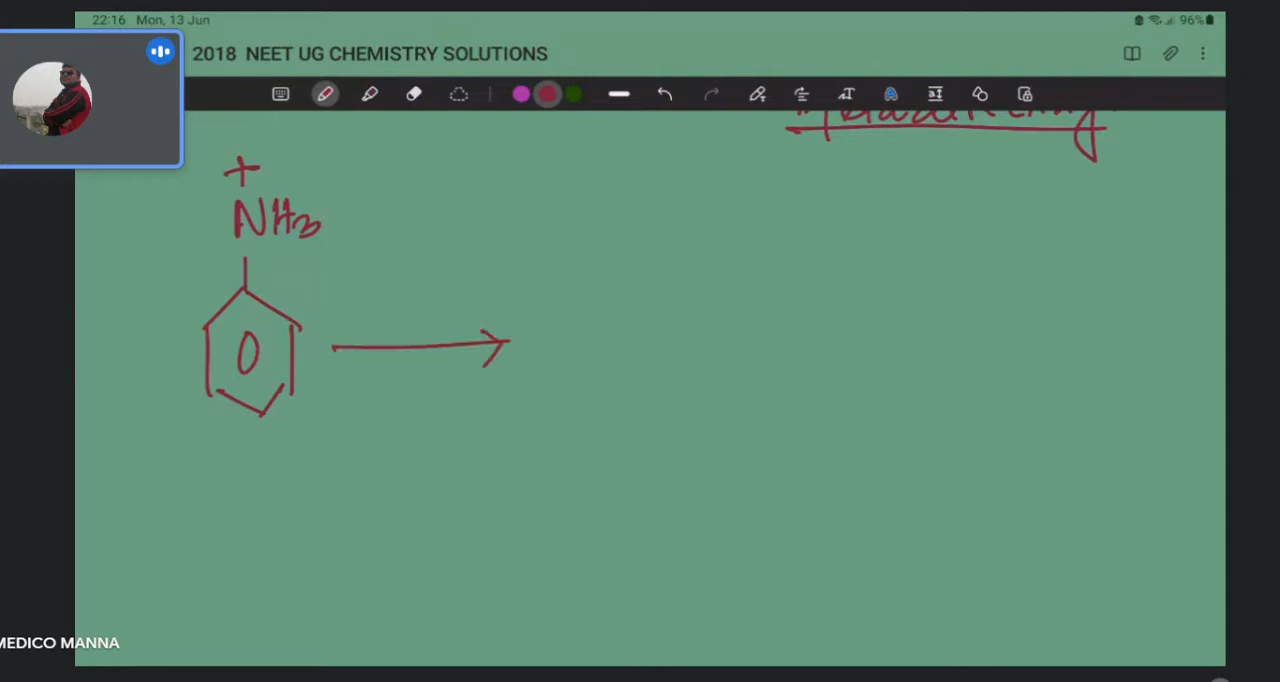 22:16 Mon, 13 Jun
96%
2018 NEET UG CHEMISTRY SOLUTIONS
+
NH3
MEDICO MANNA